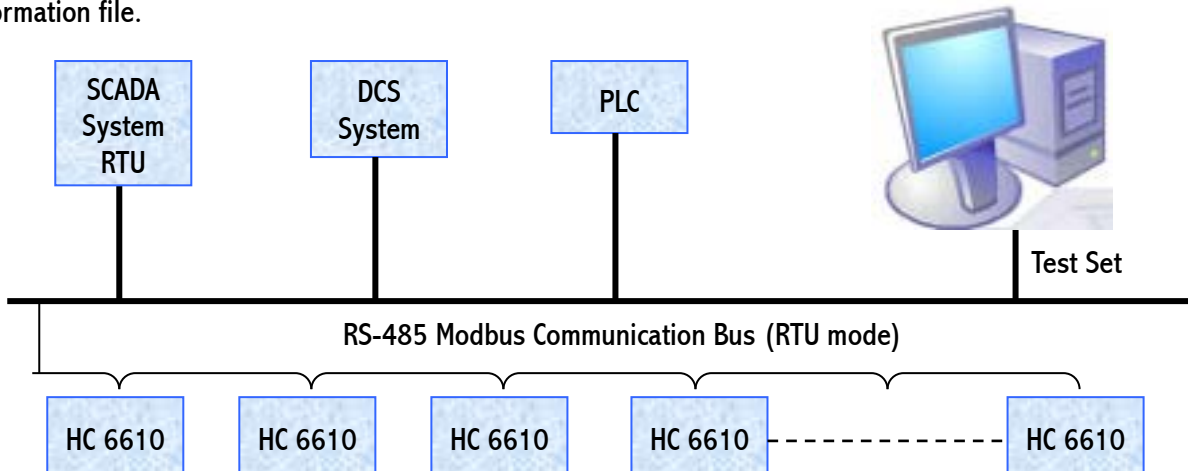 ormation file.
SCADA
System
RTU
DCS
System
PLC
Test Set
RS-485 Modbus Communication Bus (RTU mode)
HC 6610
HC 6610
HC 6610
HC 6610
HC 6610